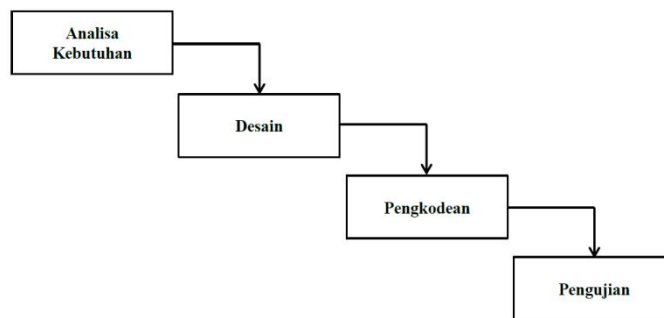 Analisa
Kebutuhan
Desain
Pengkodean
Pengujian